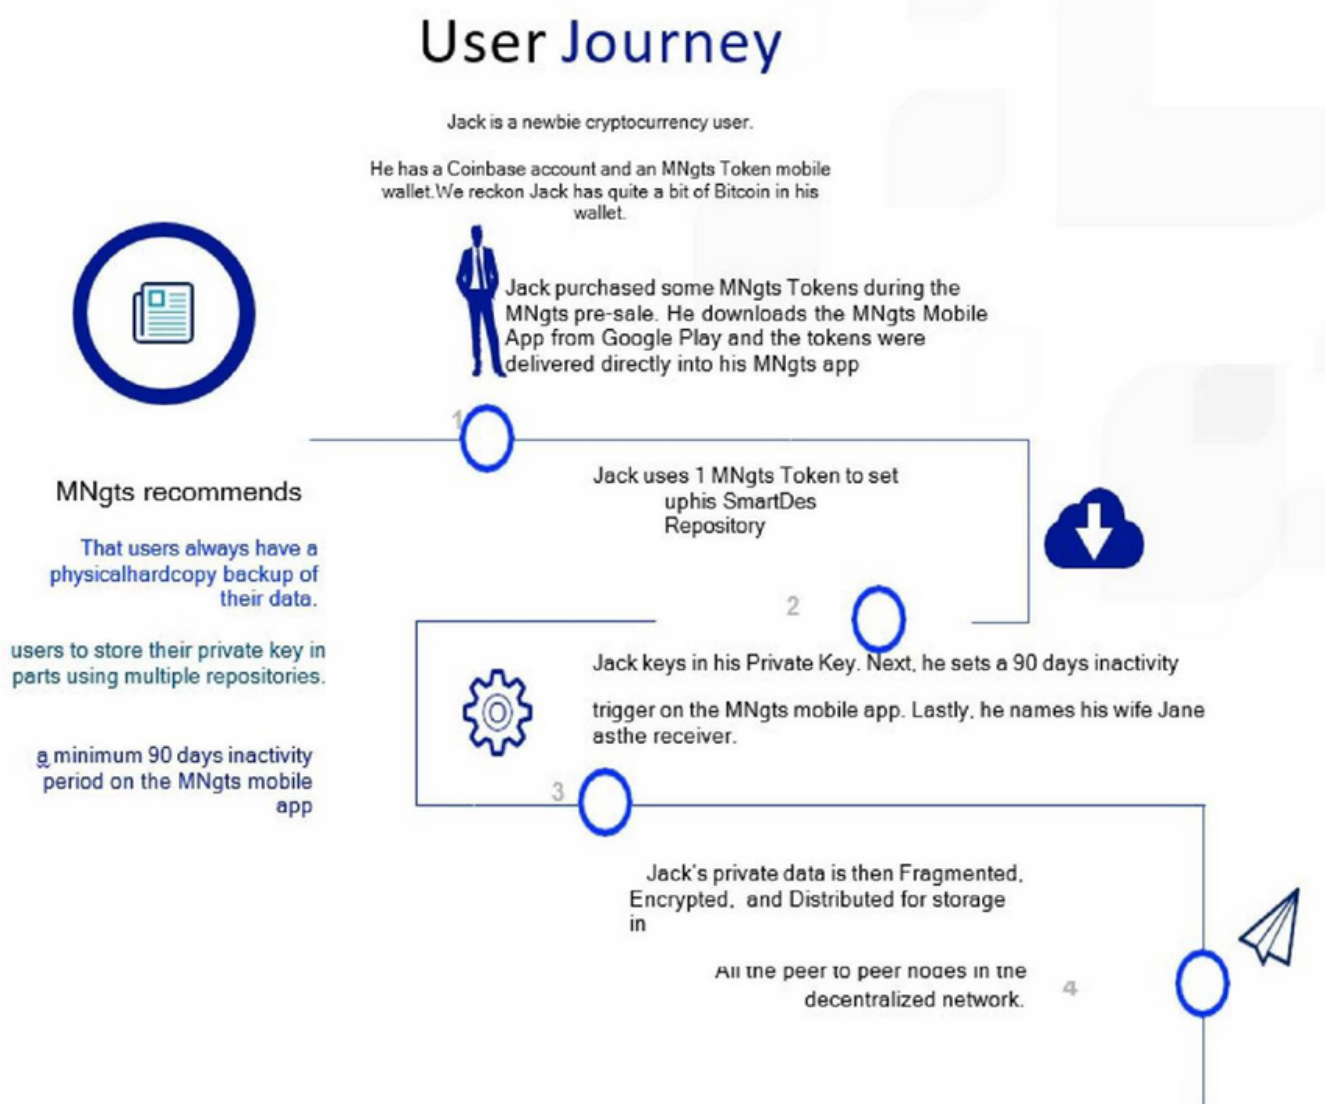 User Journey
Jack is a newbie cryptocurrency user.
He has a Coinbase account and an MNgts Token mobile
wallet.We reckon Jack has quite a bit of Bitcoin in his
wallet.
Jack purchased some MNgts Tokens during the
MNgts pre-sale. He downloads the MNgts Mobile
App from Google Play and the tokens were
delivered directly into his MNgts app
1
Jack uses 1 MNgts Token to set
uphis SmartDes
Repository
2
Jack keys in his Private Key. Next, he sets a 90 days inactivity
trigger on the MNgts mobile app. Lastly, he names his wife Jane
asthe receiver.
3
Jack's private data is then Fragmented,
Encrypted, and Distributed for storage
in
All the peer to peer nodes in the
decentralized network.
4
MNgts recommends
That users always have a
physicalhardcopy backup of
their data.
users to store their private key in
parts using multiple repositories.
a minimum 90 days inactivity
period on the MNgts mobile
app